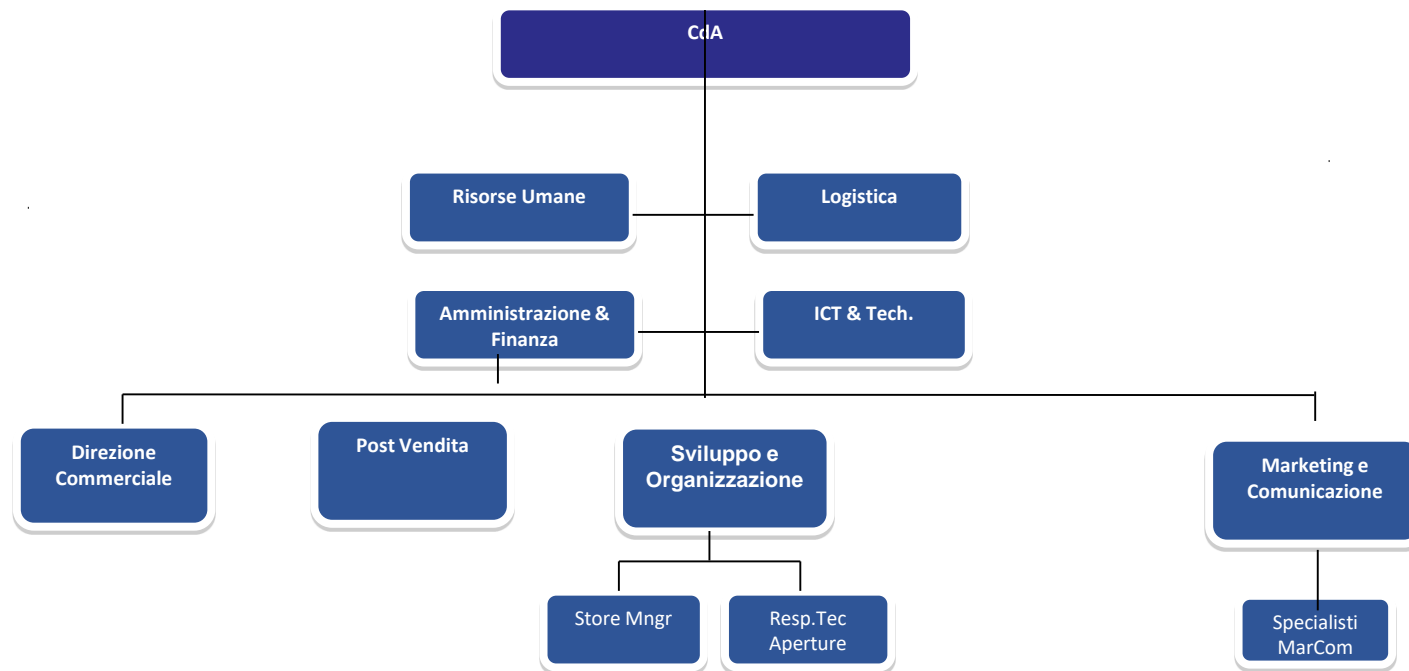 CdA
Risorse Umane
Logistica
Amministrazione &
Finanza
ICT & Tech.
Direzione
Commerciale
Post Vendita
Sviluppo e
Organizzazione
Marketing e
Comunicazione
Store Mngr
Resp.Tec
Aperture
Specialisti
MarCom